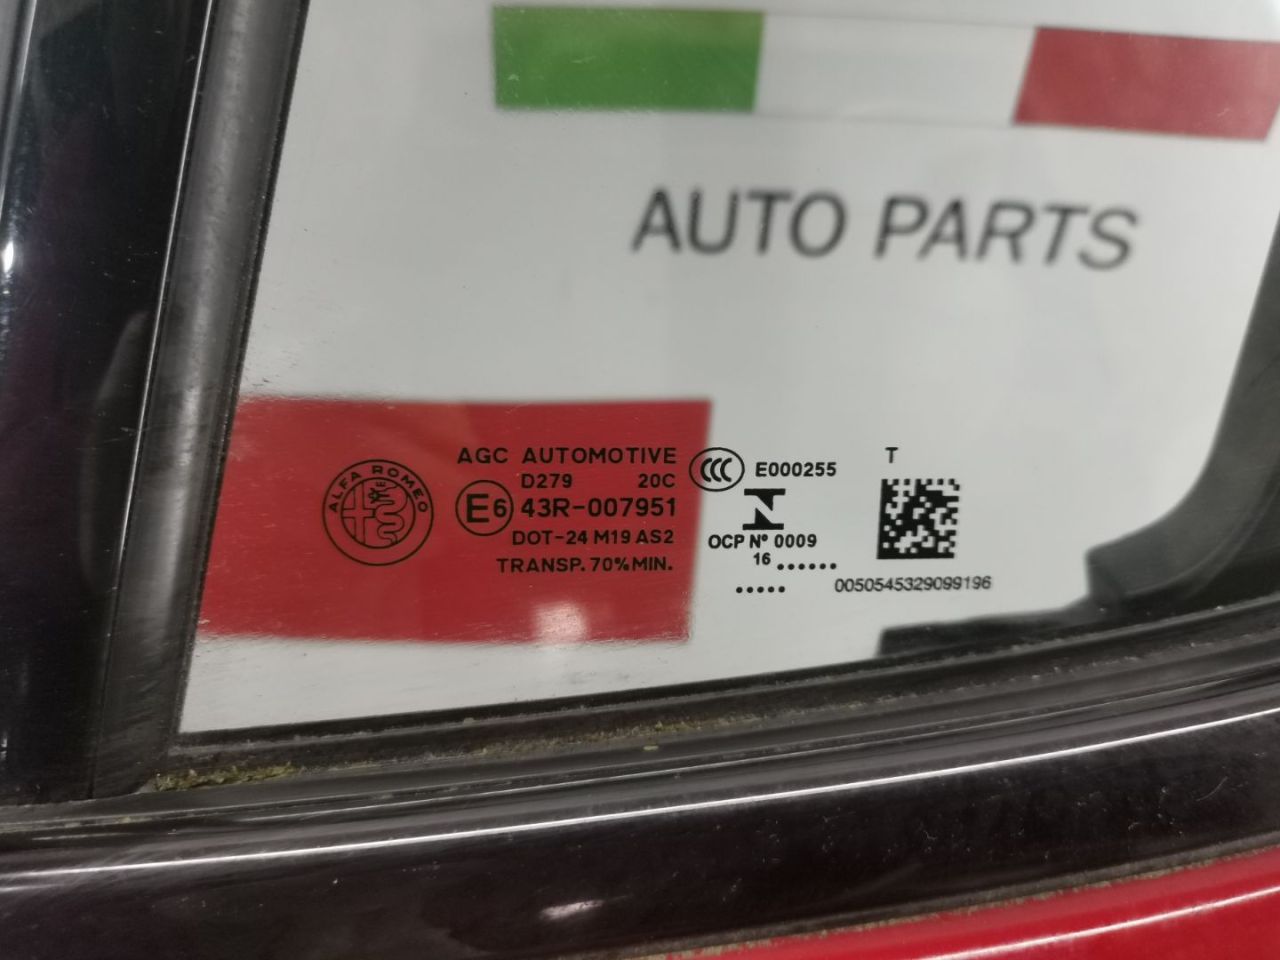 AUTO PARTS
ALFA ROMEO
AGC AUTOMOTIVE
D279 20C
E6 43R-007951
DOT-24 M19 AS2
TRANSP. 70% MIN.
CCC E000255
OCP Nº 0009
16 ......
.....
T
0050545329099196